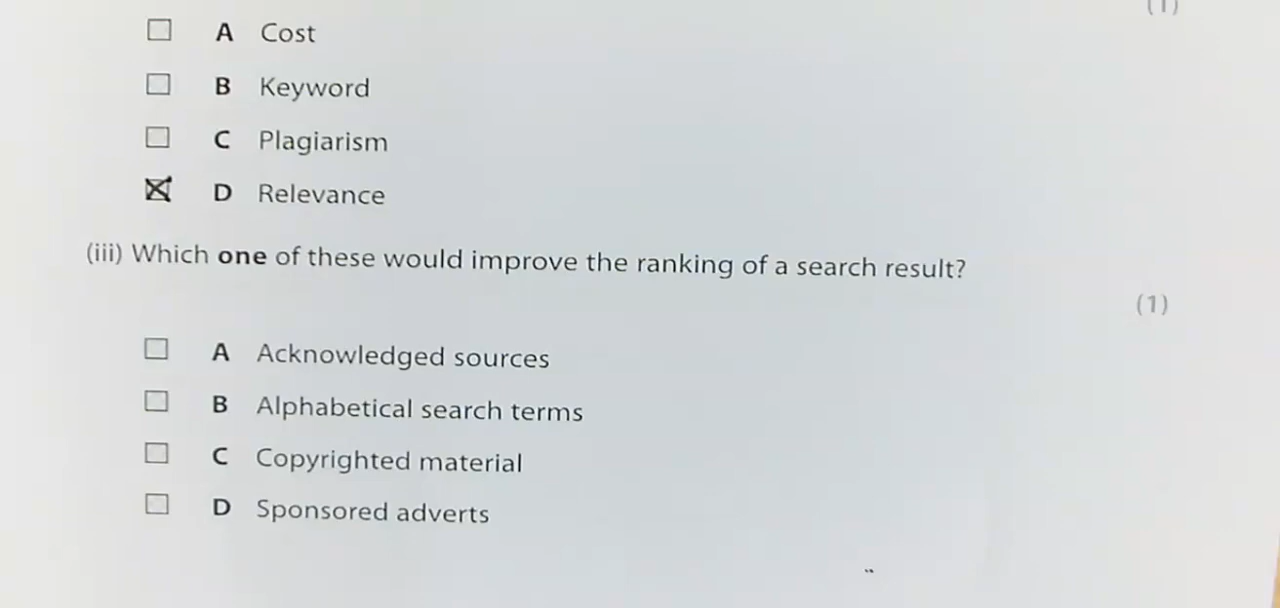 (1)
A Cost
B Keyword
C Plagiarism
D Relevance
(iii) Which one of these would improve the ranking of a search result?
(1)
A Acknowledged sources
B Alphabetical search terms
C Copyrighted material
D Sponsored adverts